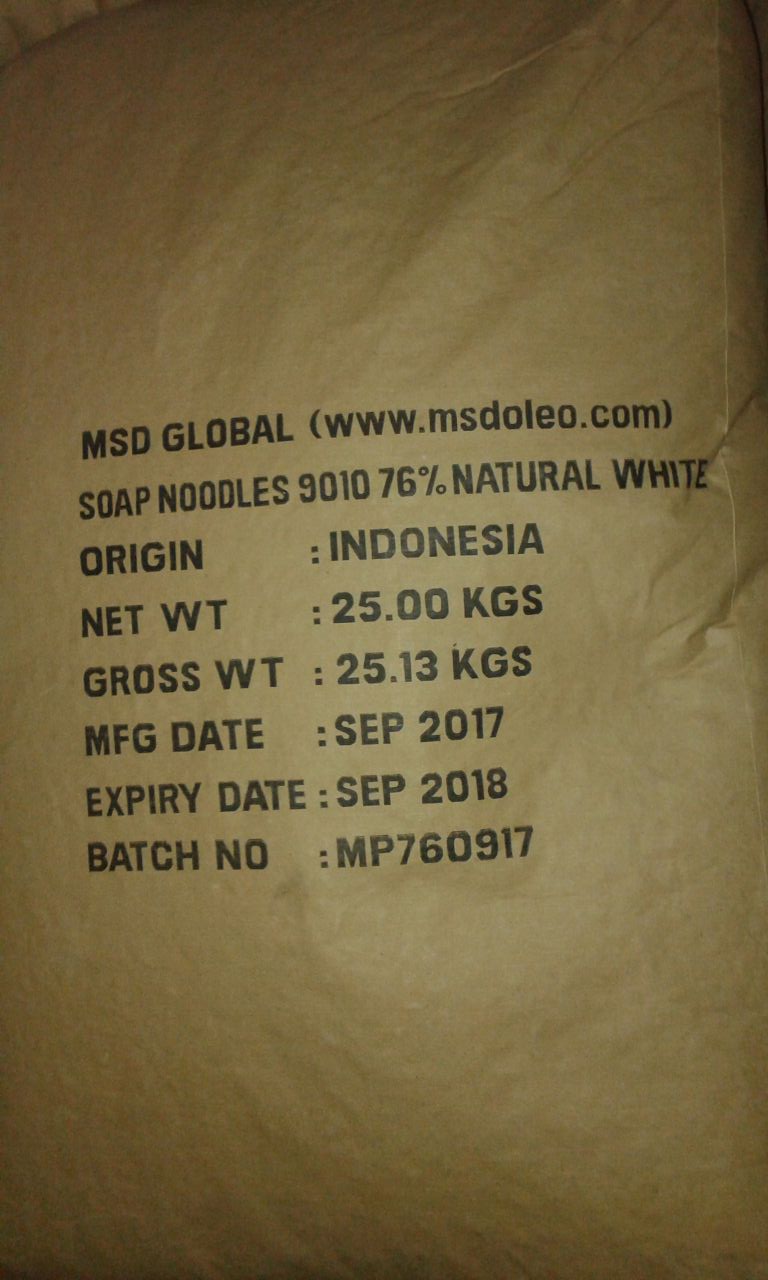 MSD GLOBAL (www.msdoleo.com)
SOAP NOODLES 9010 76% NATURAL WHITE
ORIGIN : INDONESIA
NET WT : 25.00 KGS
GROSS WT : 25.13 KGS
MFG DATE : SEP 2017
EXPIRY DATE : SEP 2018
BATCH NO : MP760917